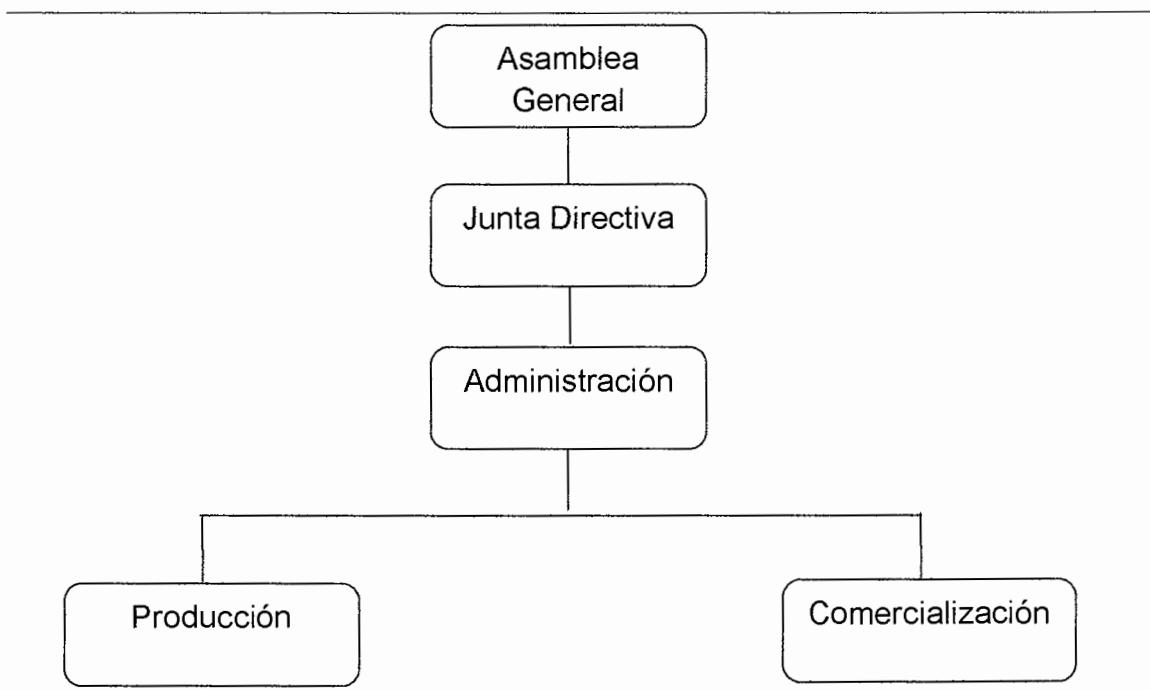 Asamblea
General
Junta Directiva
Administración
Producción
Comercialización